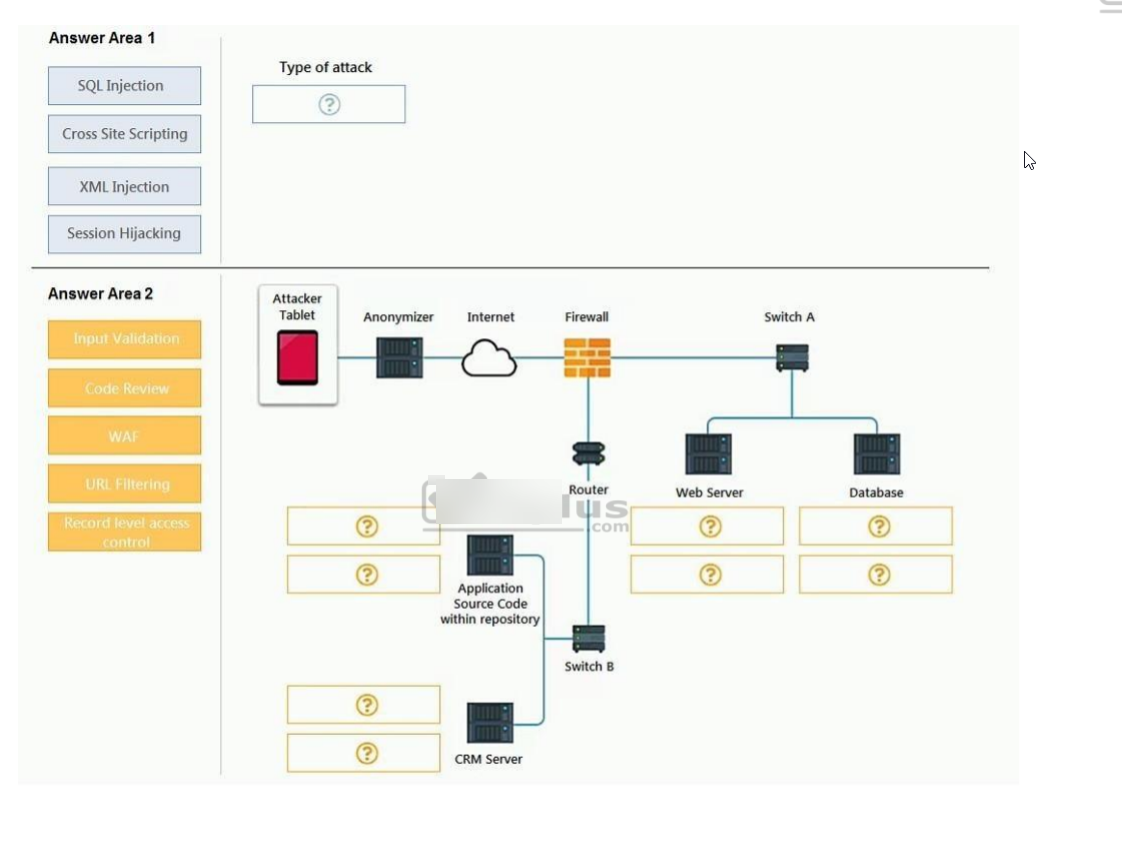 Answer Area 1
SQL Injection
Cross Site Scripting
XML Injection
Session Hijacking
Type of attack
?
Answer Area 2
Input Validation
Code Review
WAF
URL Filtering
Record level access
control
Attacker
Tablet
Anonymizer
Internet
Firewall
Switch A
Router
Web Server
Database
lus
.com
?
?
?
?
?
?
Application
Source Code
within repository
Switch B
?
?
CRM Server